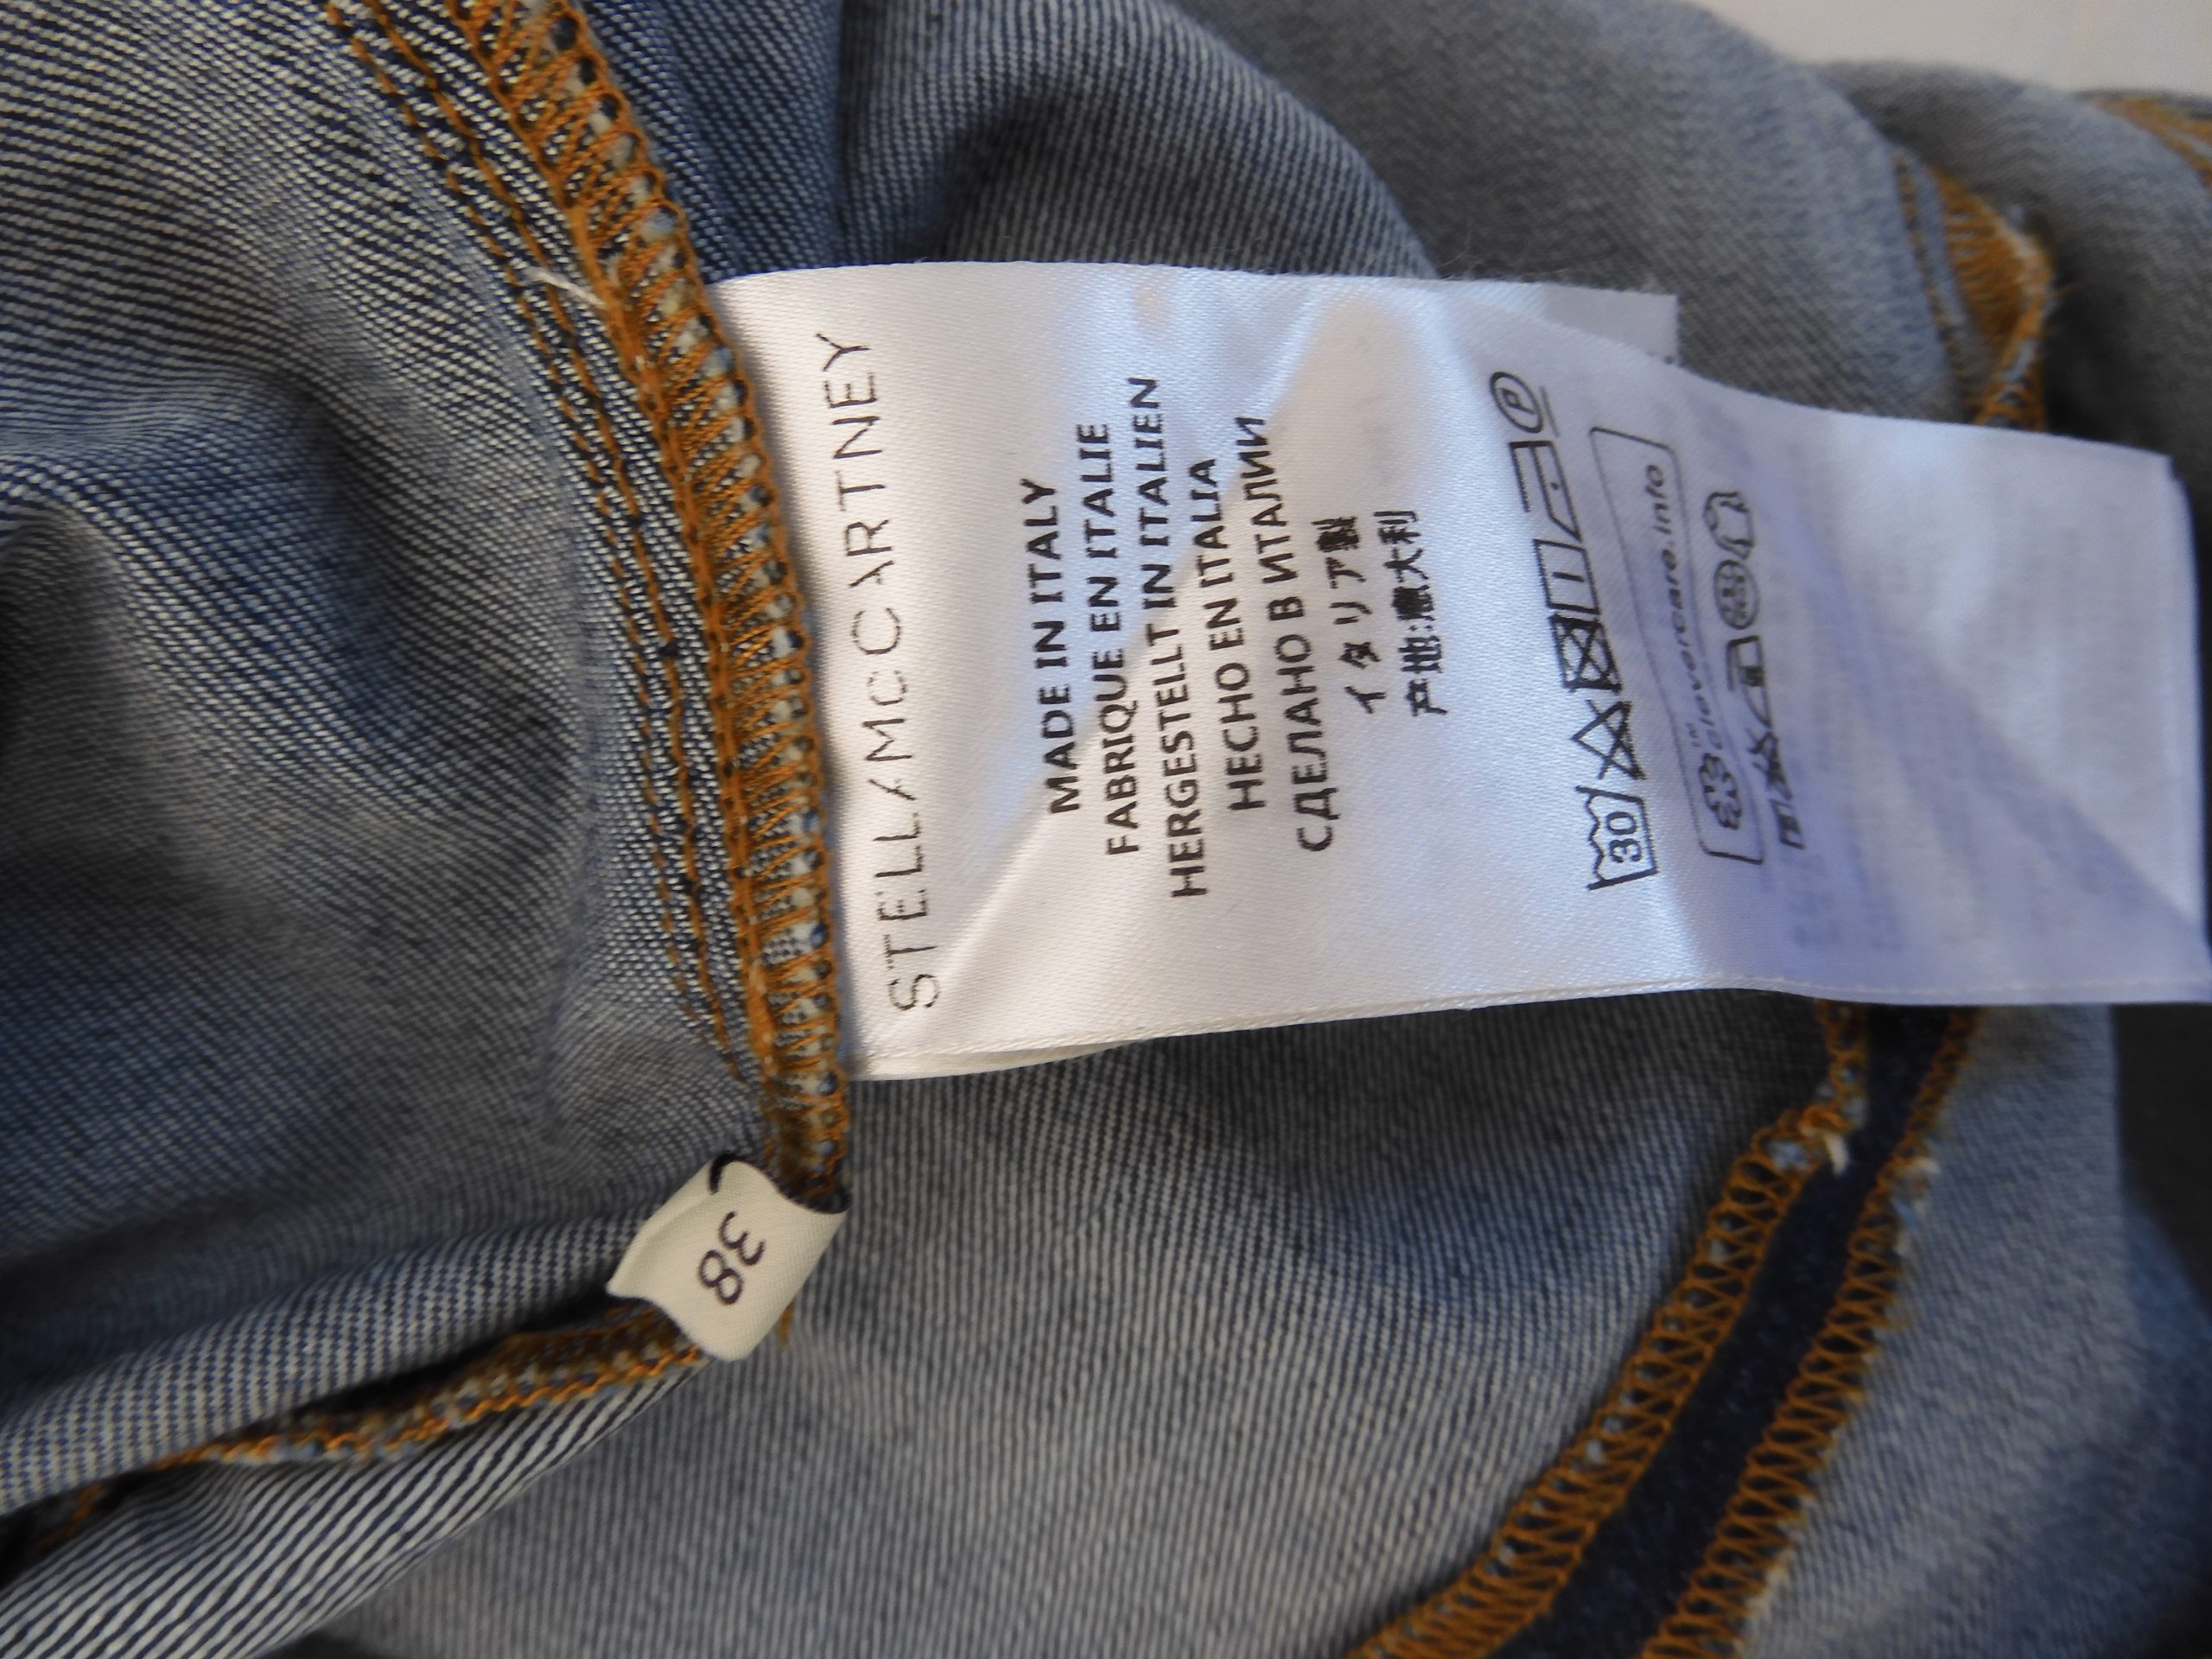 STELLA McCARTNEY
MADE IN ITALY
FABRIQUE EN ITALIE
HERGESTELLT IN ITALIEN
HECHO EN ITALIA
СДЕЛАНО В ИТАЛИИ
イタリア製
产地:意大利
30 P
clevercare.info
38